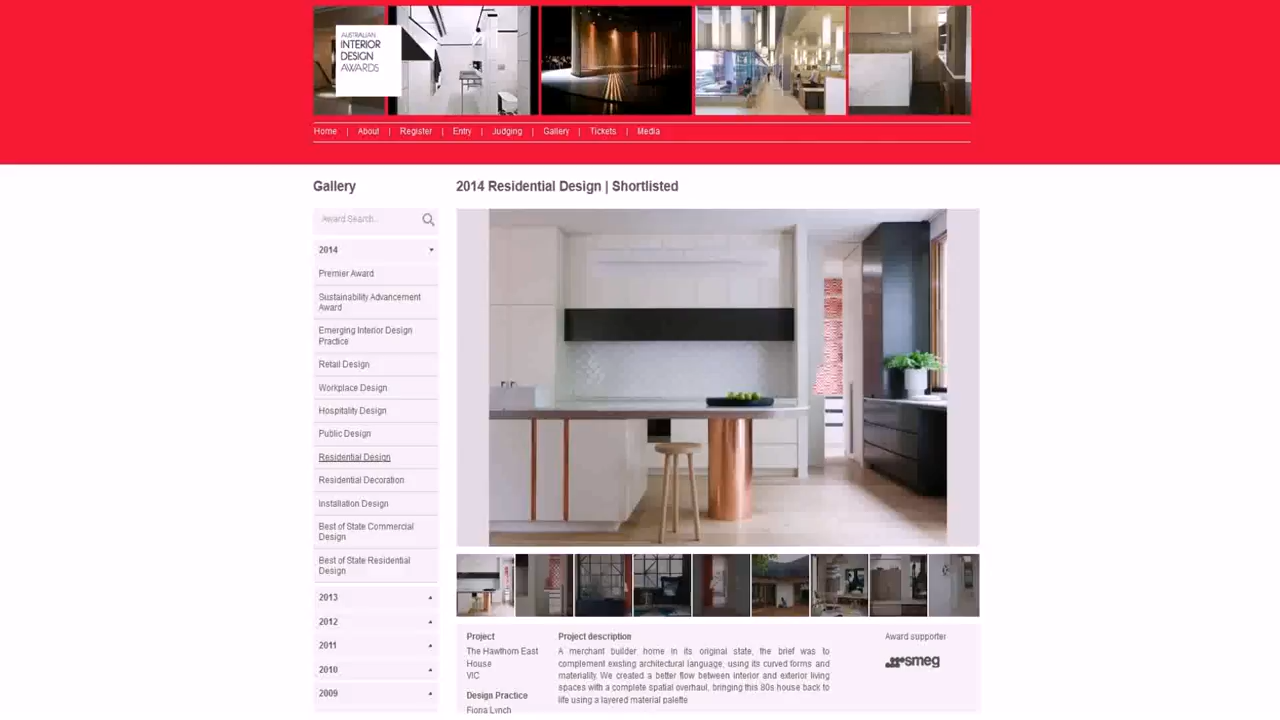 AUSTRALIAN
INTERIOR
DESIGN
AWARDS
Home | About | Register | Entry | Judging | Gallery | Tickets | Media
Gallery
2014 Residential Design | Shortlisted
Award Search...
2014
Premier Award
Sustainability Advancement
Award
Emerging Interior Design
Practice
Retail Design
Workplace Design
Hospitality Design
Public Design
Residential Design
Residential Decoration
Installation Design
Best of State Commercial
Design
Best of State Residential
Design
2013
2012
2011
2010
2009
Project
The Hawthorn East
House
VIC
Design Practice
Fiona Lynch
Project description
A merchant builder home in its original state, the brief was to
complement existing architectural language, using its curved forms and
materiality. We created a better flow between interior and exterior living
spaces with a complete spatial overhaul, bringing this 80s house back to
life using a layered material palette
Award supporter
smeg